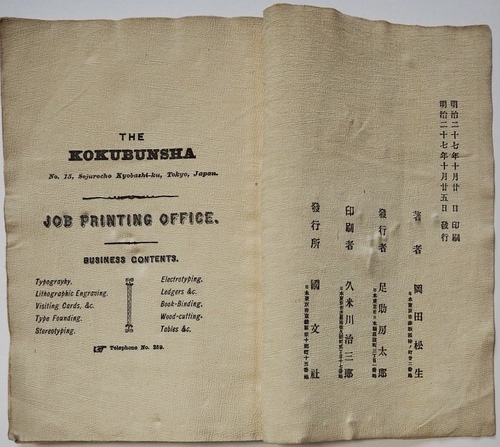 THE
KOKUBUNSHA
No. 15, Sojurocho Kyobashi-ku, Tokyo, Japan.
JOB PRINTING OFFICE.
BUSINESS CONTENTS.
Typograyhy,
Lithographic Engraving.
Visiting Cards, &c.
Type Founding,
Stereotyping.
Electrotyping,
Ledgers &c.
Book-Binding,
Wood-cutting.
Tables &c.
☞ Telephone No. 259.
明治二十七年十月廿日印刷
明治二十七年十月廿五日發行
著者 岡田松生
發行者 足助房太郎
印刷者 久米川治三郎
發行所 國文社